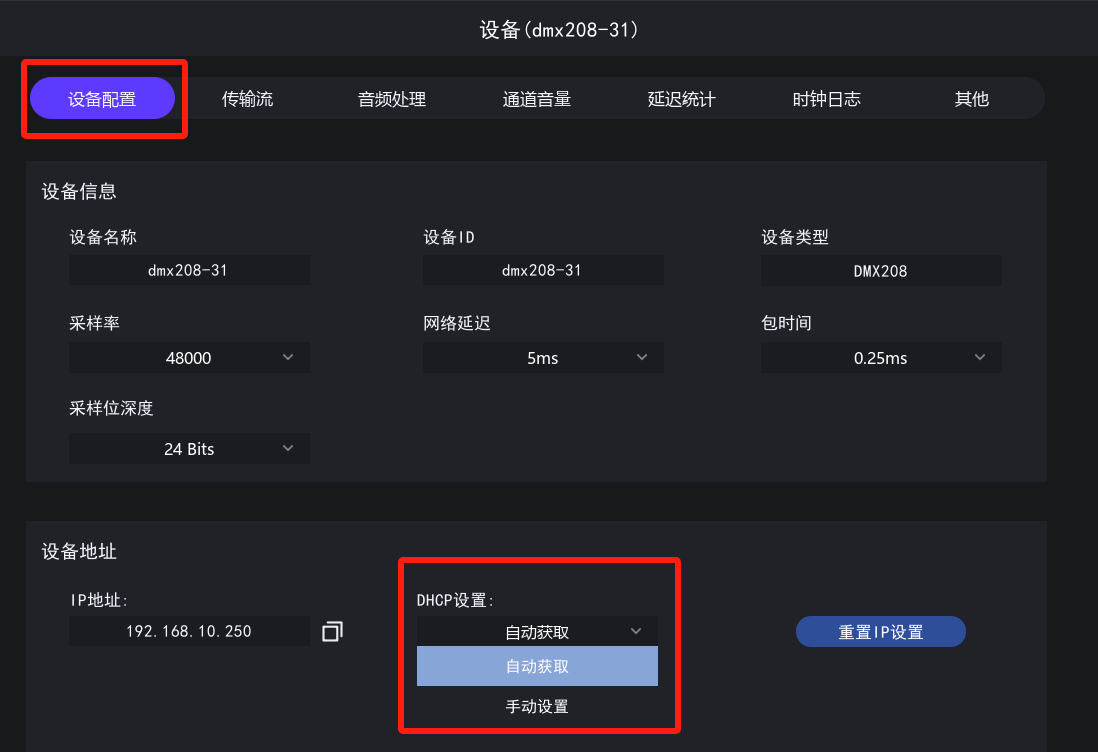 设备(dmx208-31)
设备配置 传输流 音频处理 通道音量 延迟统计 时钟日志 其他
设备信息
设备名称 设备ID 设备类型
dmx208-31 dmx208-31 DMX208
采样率 网络延迟 包时间
48000 5ms 0.25ms
采样位深度
24 Bits
设备地址
IP地址: DHCP设置:
192.168.10.250 自动获取 重置IP设置
自动获取
手动设置